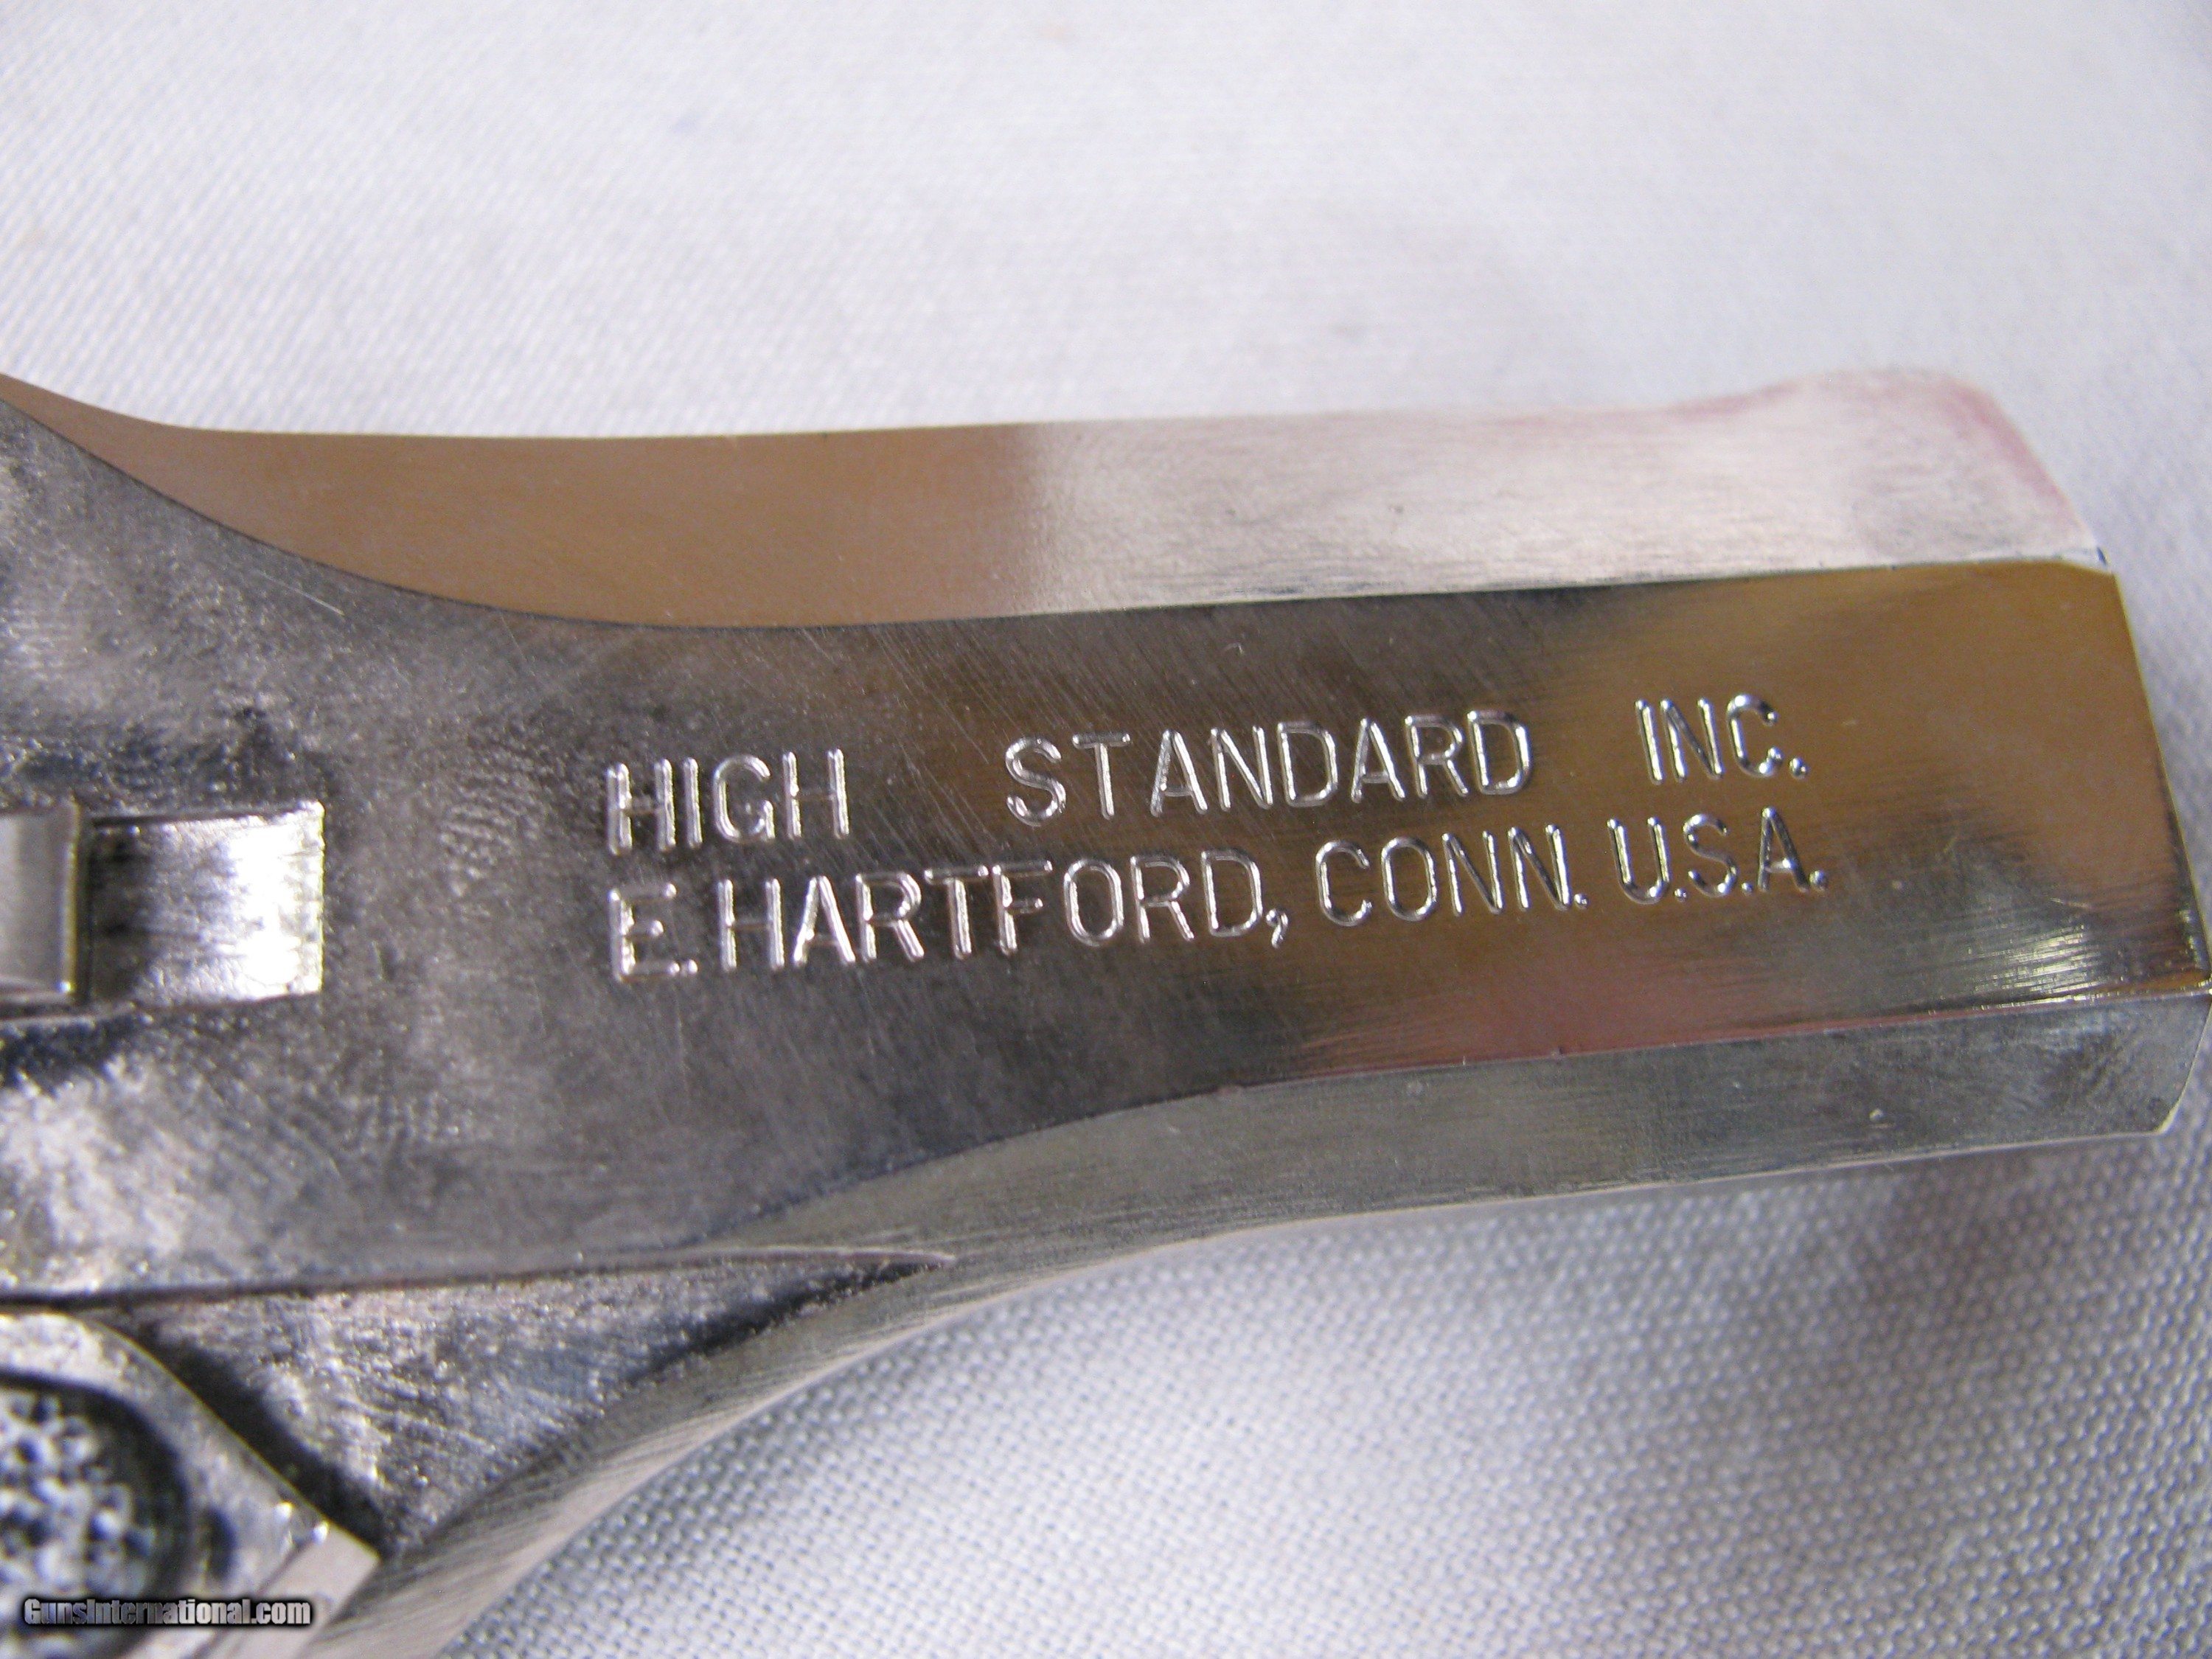 HIGH STANDARD INC.
E. HARTFORD, CONN. U.S.A.
GunsInternational.com